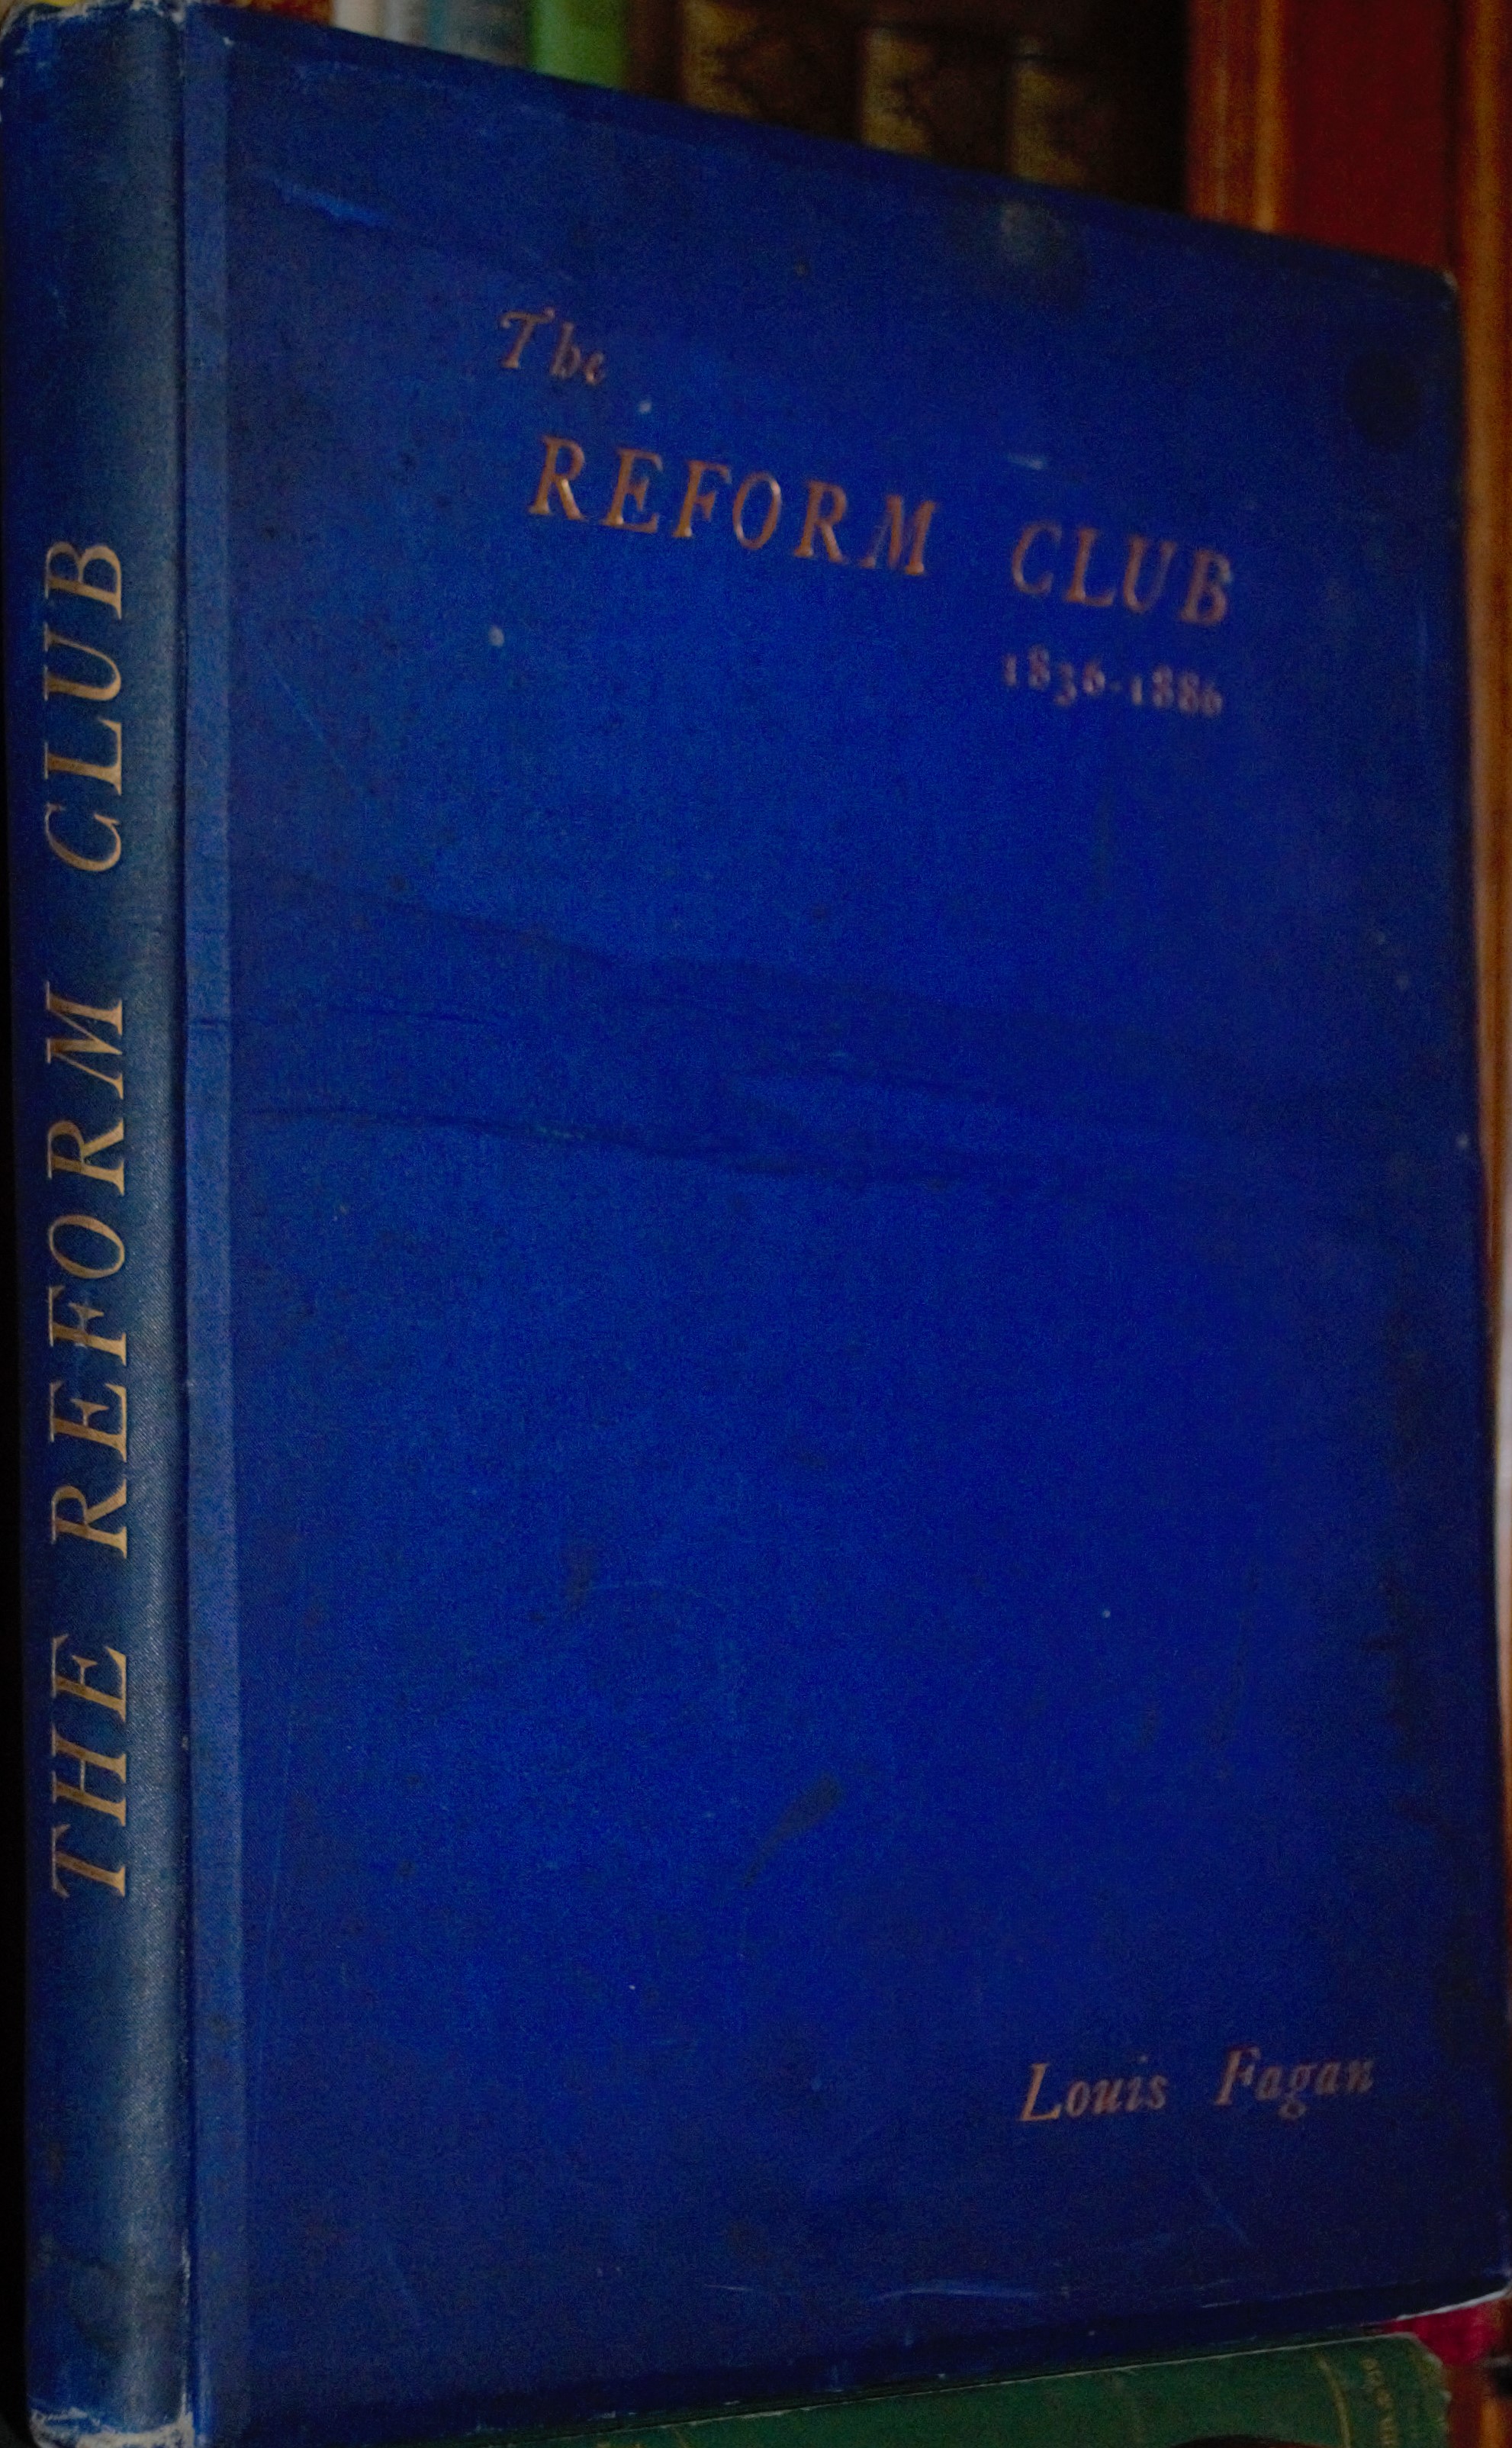 THE REFORM CLUB
The
REFORM CLUB
1836-1886
Louis Fagan